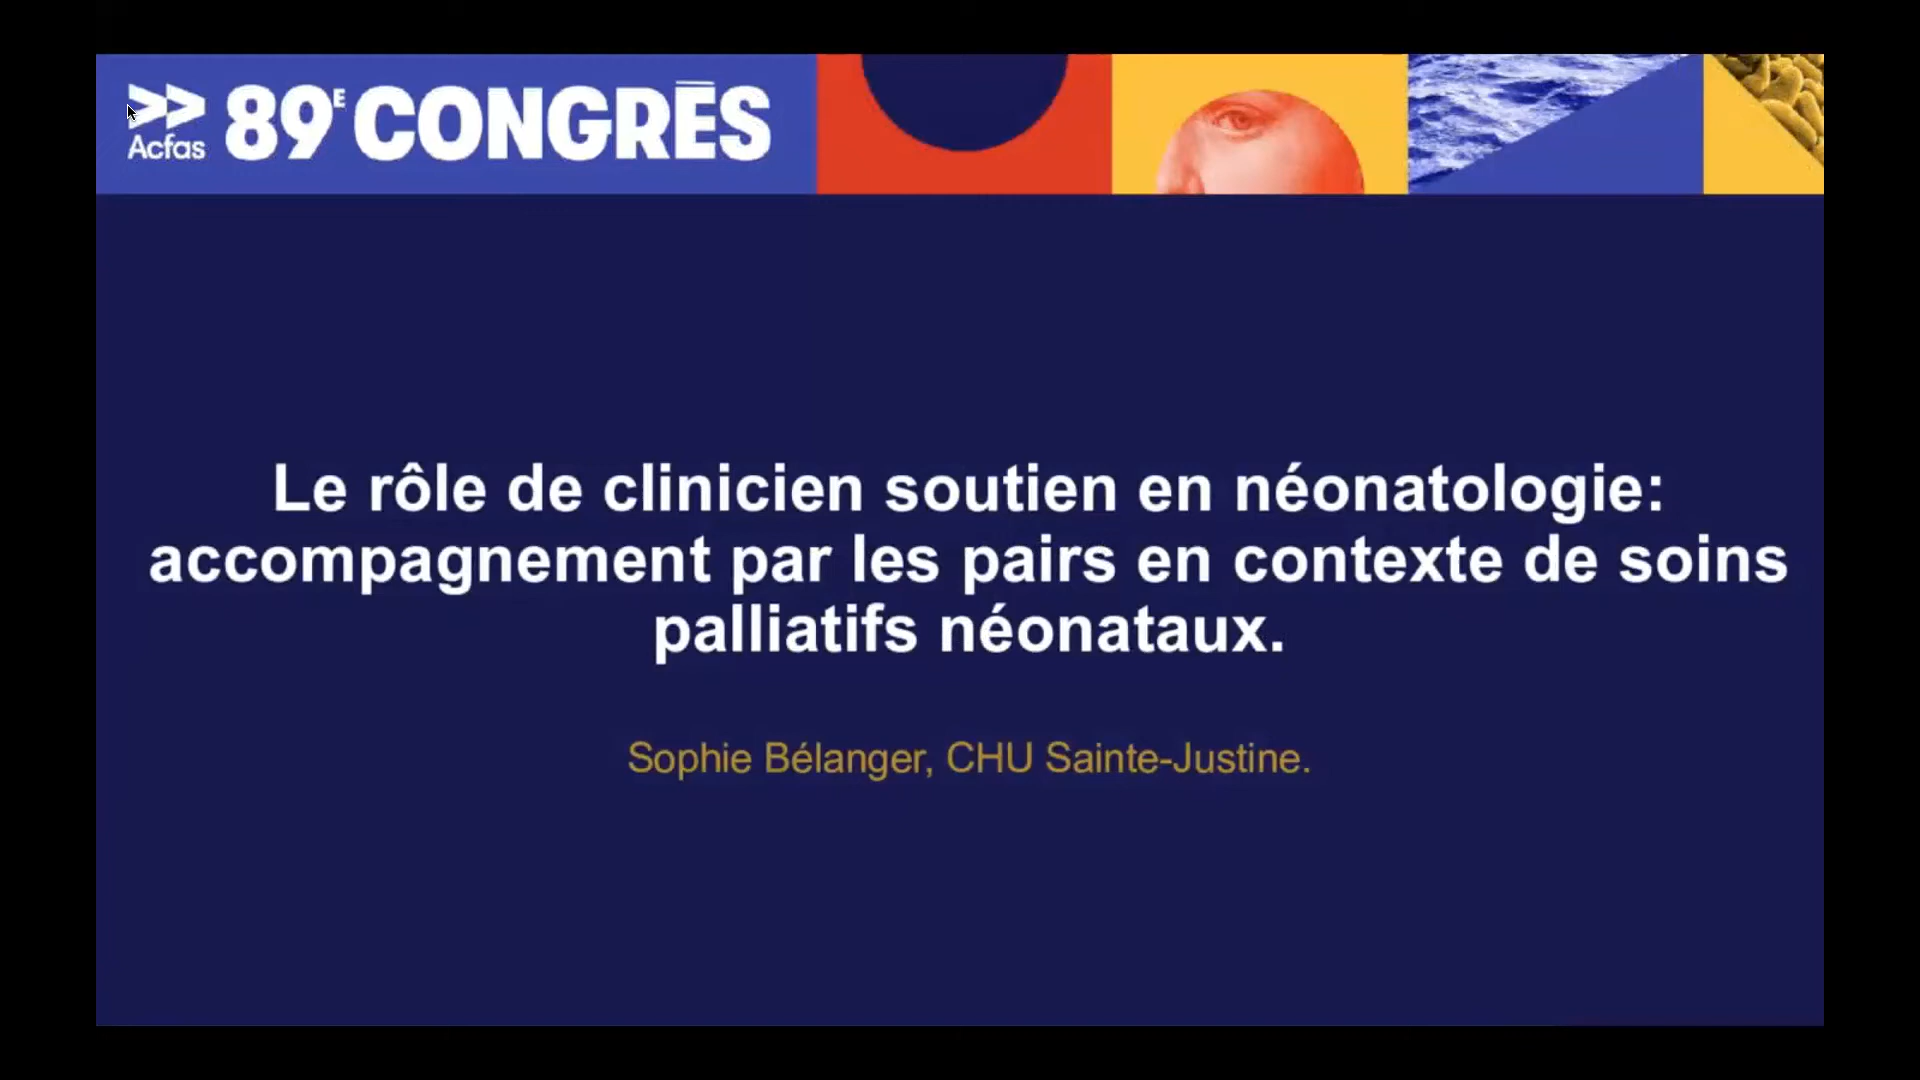 Acfas
89E CONGRĒS
Le rôle de clinicien soutien en néonatologie:
accompagnement par les pairs en contexte de soins
palliatifs néonataux.
Sophie Bélanger, CHU Sainte-Justine.